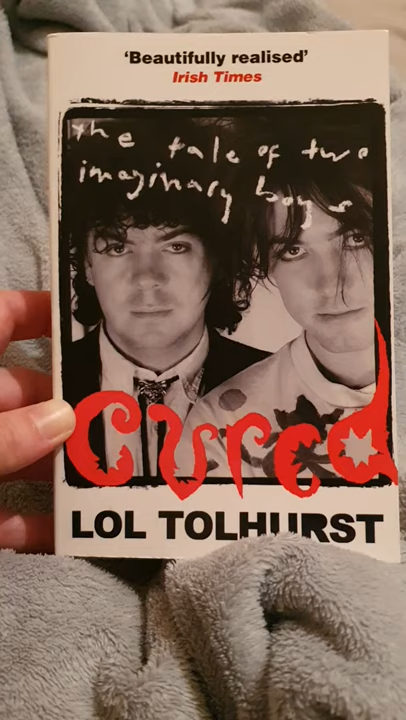 'Beautifully realised'
Irish Times
the tale of two
imaginary boys
cured
LOL TOLHURST